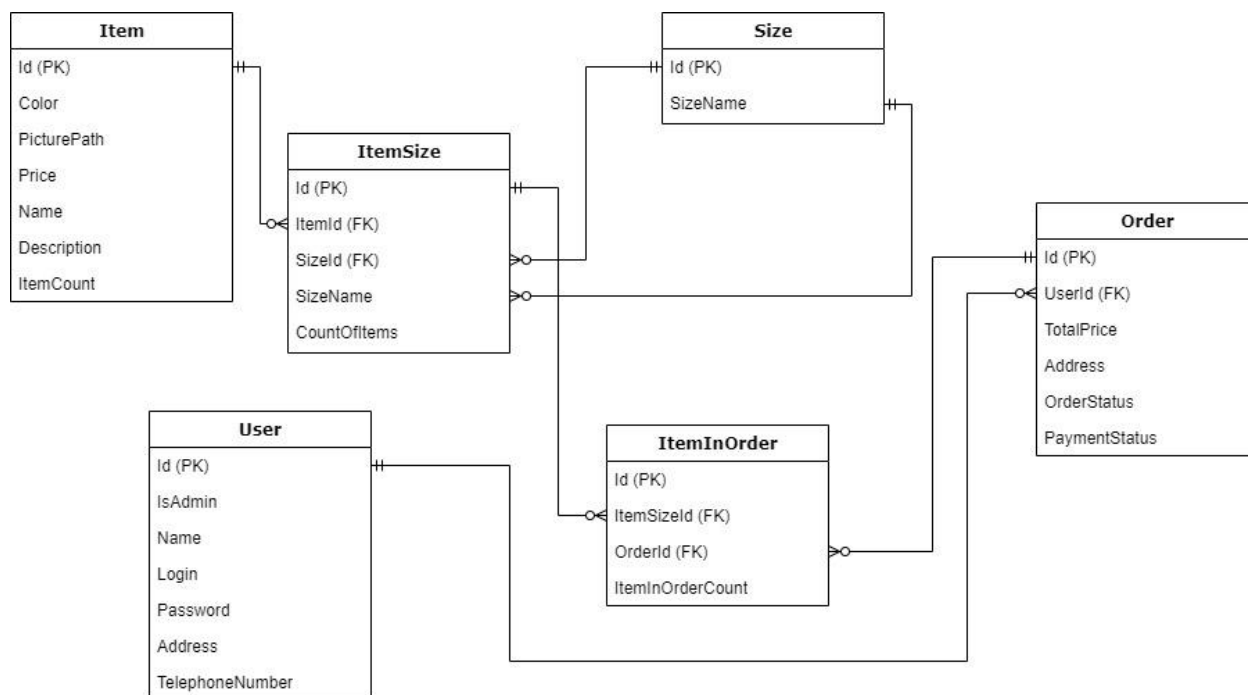 Item
Id (PK)
Color
PicturePath
Price
Name
Description
ItemCount
Size
Id (PK)
SizeName
ItemSize
Id (PK)
ItemId (FK)
SizeId (FK)
SizeName
CountOfItems
Order
Id (PK)
UserId (FK)
TotalPrice
Address
OrderStatus
PaymentStatus
User
Id (PK)
IsAdmin
Name
Login
Password
Address
TelephoneNumber
ItemInOrder
Id (PK)
ItemSizeId (FK)
OrderId (FK)
ItemInOrderCount